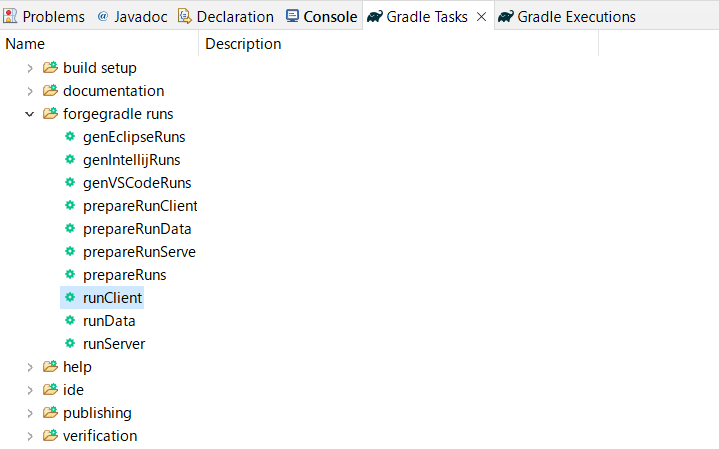 Problems @ Javadoc Declaration Console Gradle Tasks Gradle Executions
Name Description
build setup
documentation
forgegradle runs
genEclipseRuns
genIntellijRuns
genVSCodeRuns
prepareRunClient
prepareRunData
prepareRunServe
prepareRuns
runClient
runData
runServer
help
ide
publishing
verification